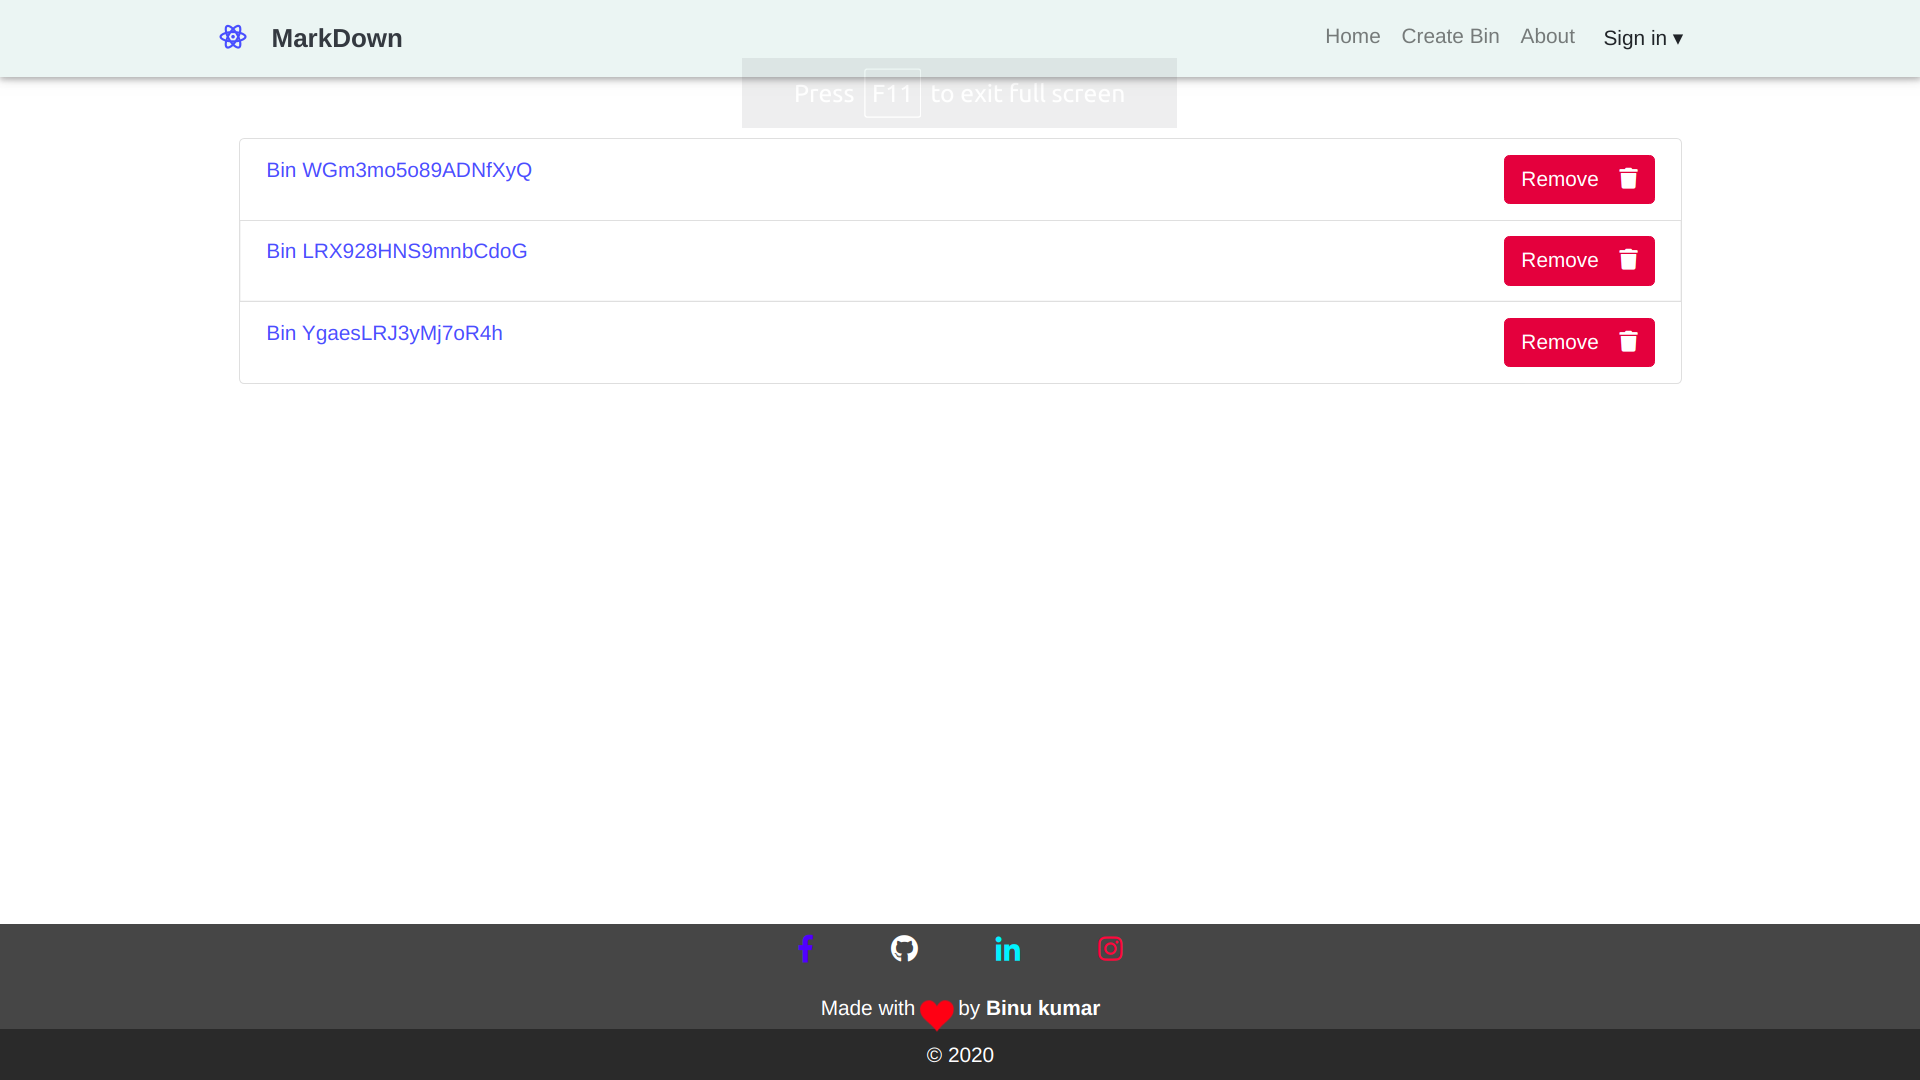 MarkDown
Home Create Bin About Sign in ▾
Press F11 to exit full screen
Bin WGm3mo5o89ADNfXyQ Remove
Bin LRX928HNS9mnbCdoG Remove
Bin YgaesLRJ3yMj7oR4h Remove
Made with by Binu kumar
© 2020